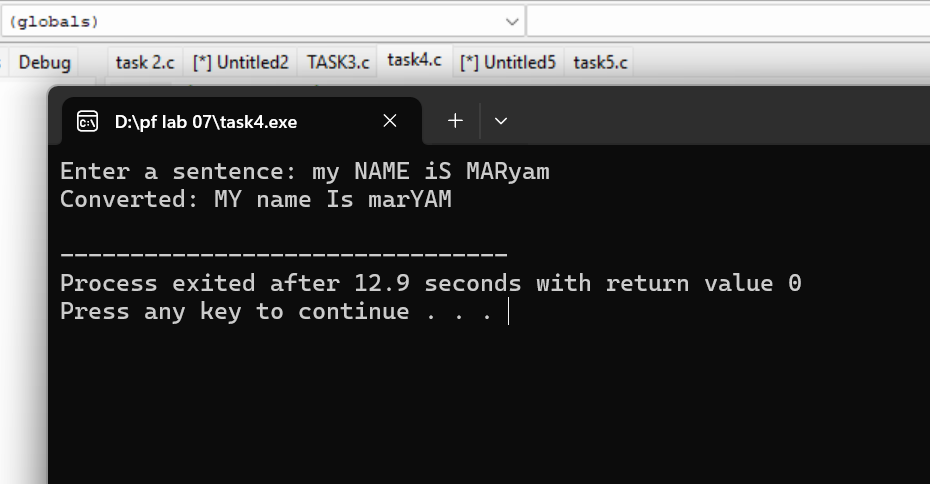 (globals)
Debug task 2.c [*] Untitled2 TASK3.c task4.c [*] Untitled5 task5.c
D:\pf lab 07\task4.exe
Enter a sentence: my NAME iS MARyam
Converted: MY name Is marYAM
--------------------------------
Process exited after 12.9 seconds with return value 0
Press any key to continue . . .